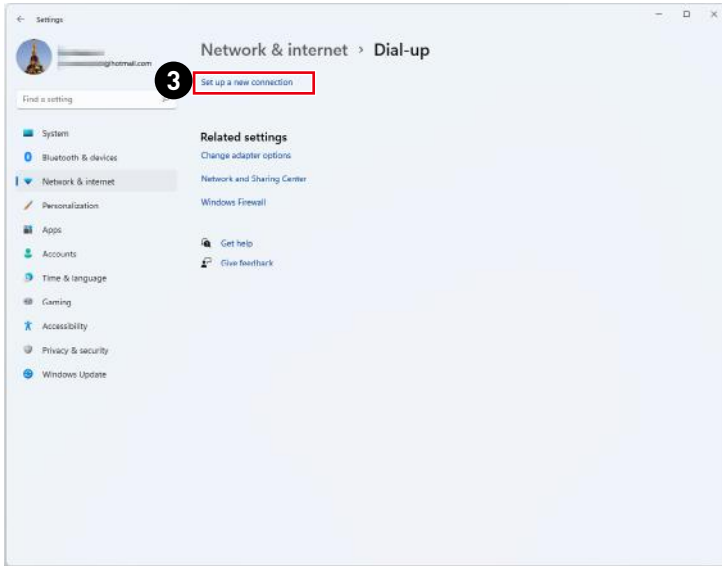 Settings
@hotmail.com
Network & internet > Dial-up
3
Set up a new connection
Find a setting
System
Bluetooth & devices
Network & internet
Personalization
Apps
Accounts
Time & language
Gaming
Accessibility
Privacy & security
Windows Update
Related settings
Change adapter options
Network and Sharing Center
Windows Firewall
Get help
Give feedback